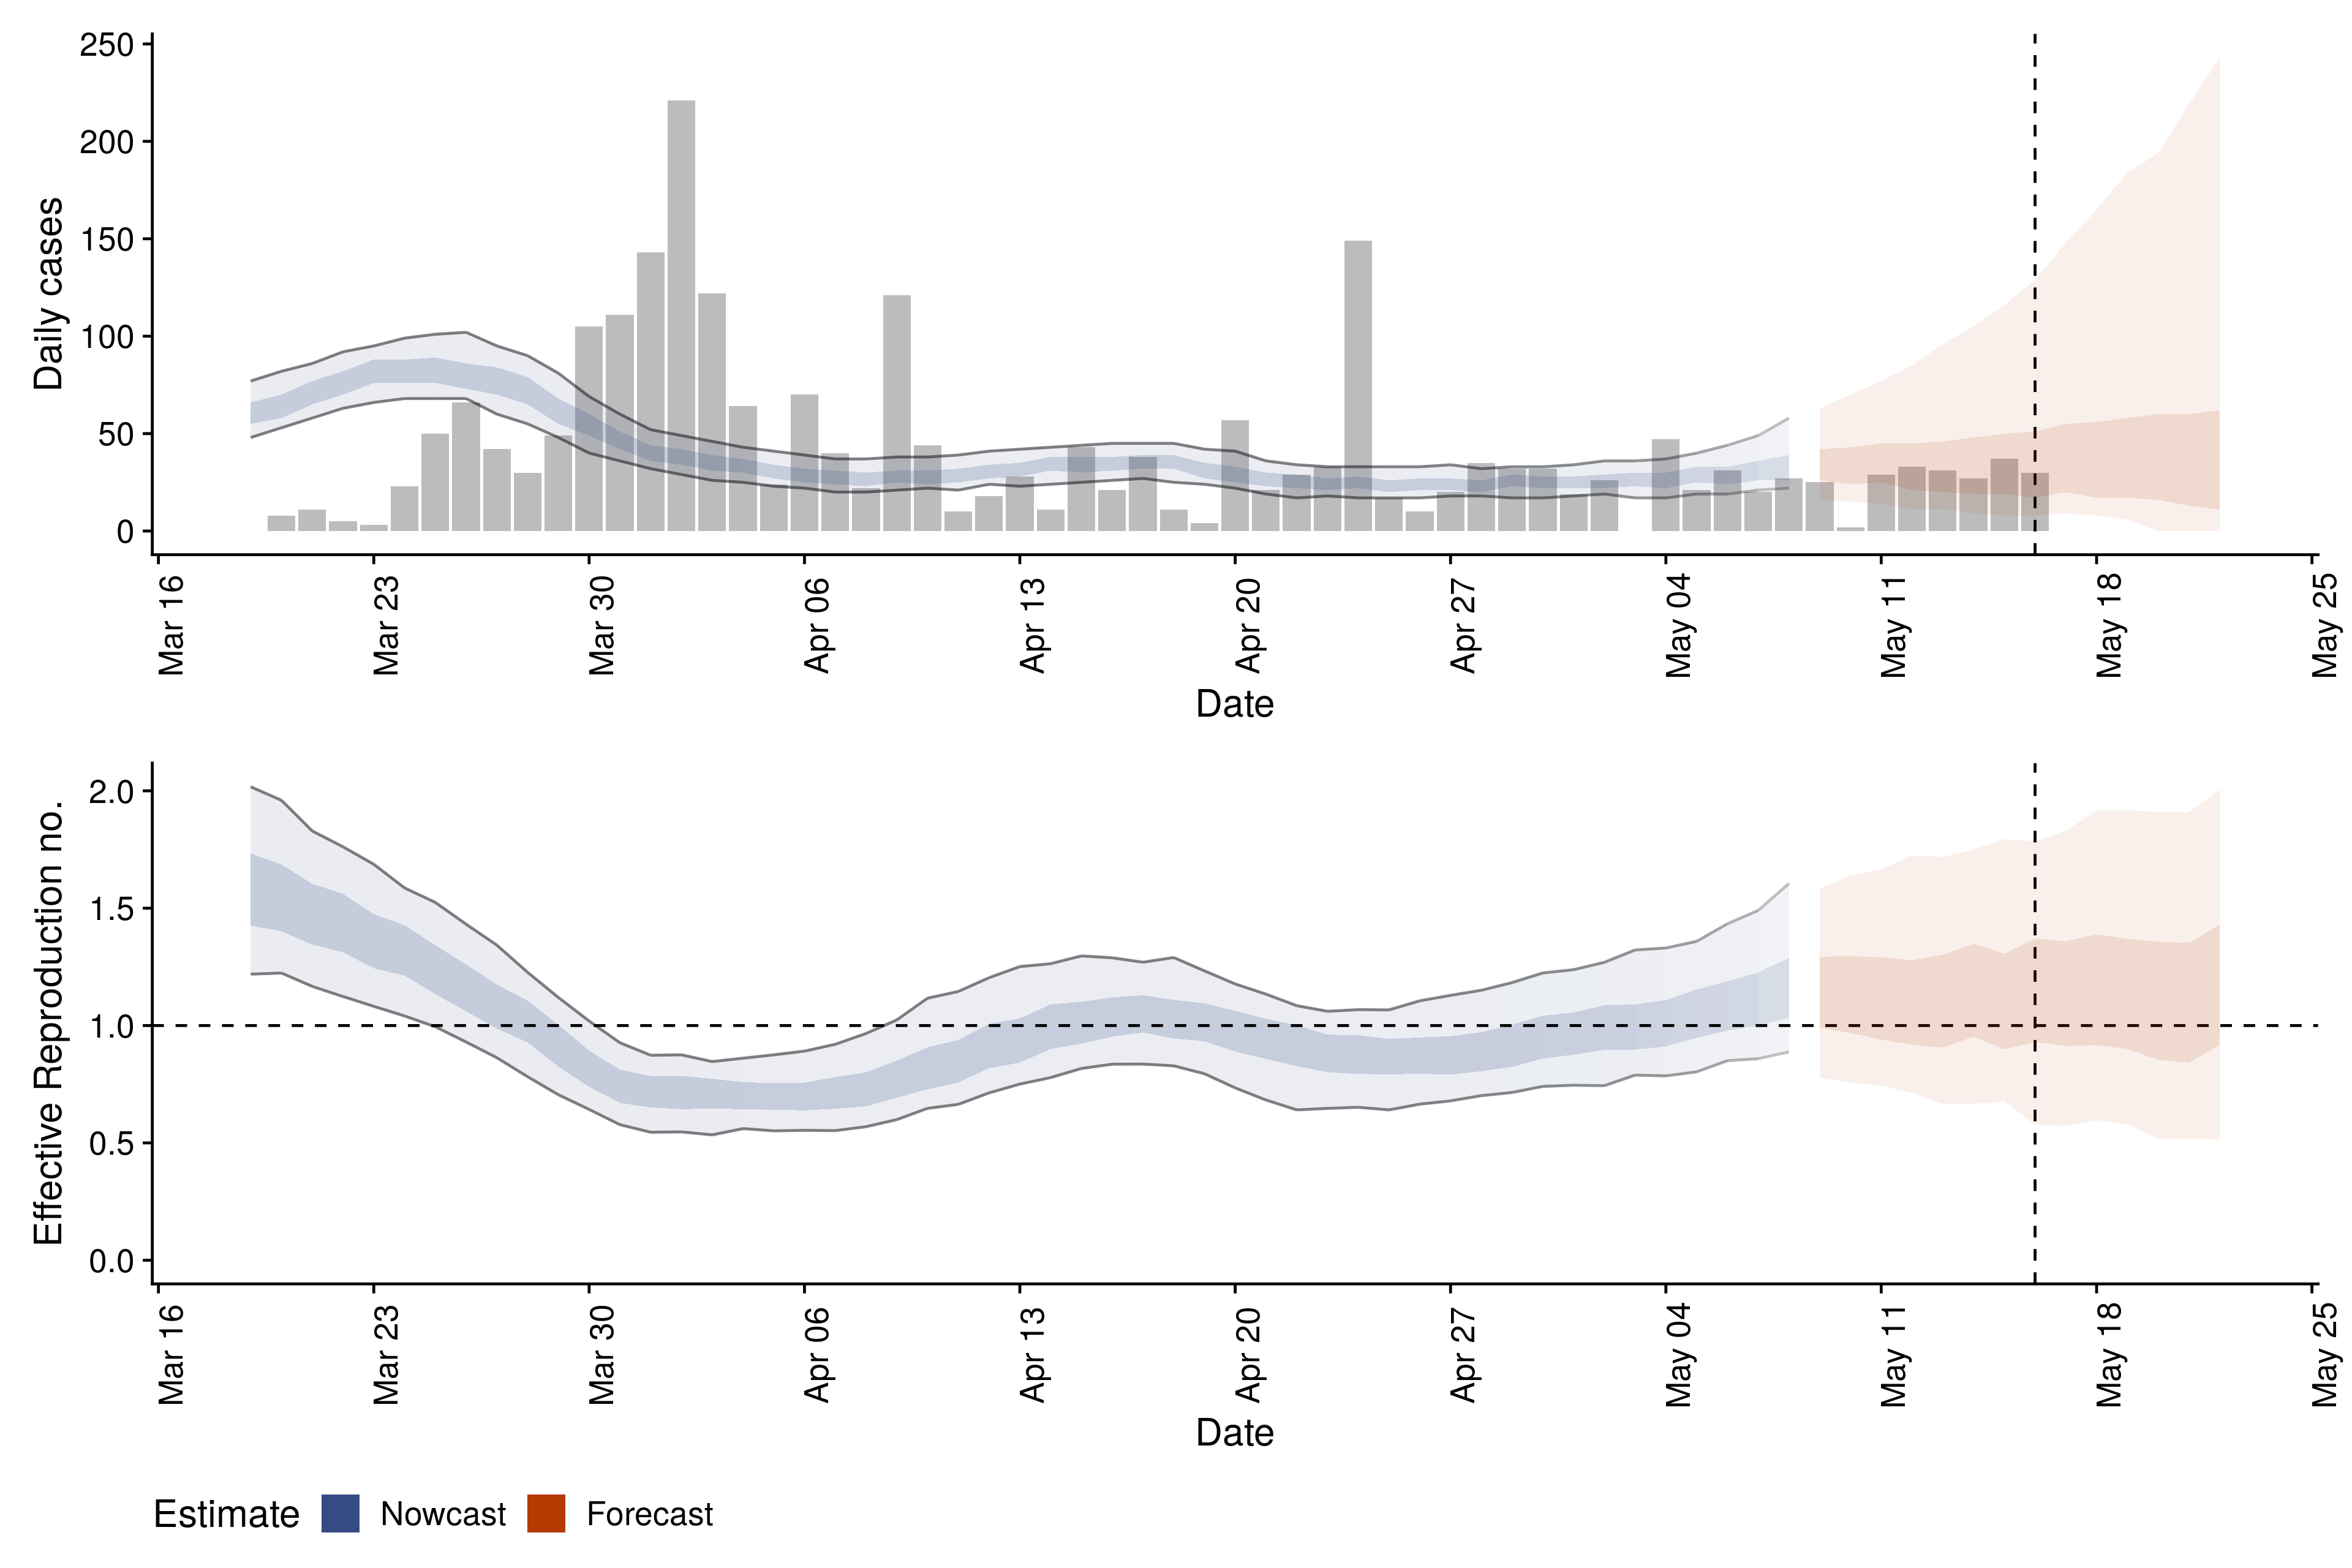 Daily cases
250
200
150
100
50
0
Mar 16
Mar 23
Mar 30
Apr 06
Apr 13
Apr 20
Apr 27
May 04
May 11
May 18
May 25
Date
Effective Reproduction no.
2.0
1.5
1.0
0.5
0.0
Mar 16
Mar 23
Mar 30
Apr 06
Apr 13
Apr 20
Apr 27
May 04
May 11
May 18
May 25
Date
Estimate Nowcast Forecast